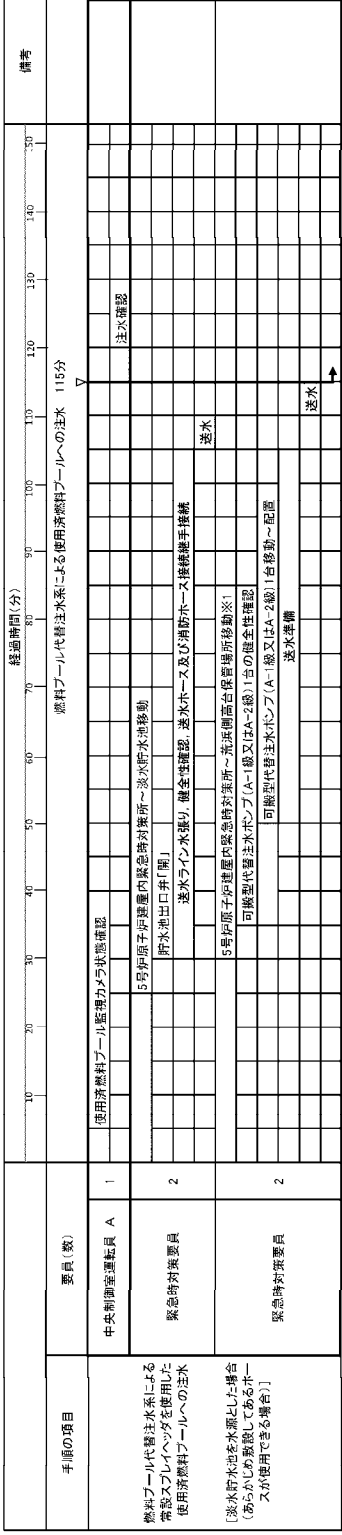 手順の項目
要員(数)
経過時間(分)
備考
10 20 30 40 50 60 70 80 90 100 110 120 130 140 150
燃料プール代替注水系による使用済燃料プールへの注水 115分
▽
燃料プール代替注水系による
常設スプレイヘッダを使用した
使用済燃料プールへの注水
[淡水貯水池を水源とした場合
(あらかじめ敷設してあるホー
スが使用できる場合)]
中央制御室運転員 A
1
使用済燃料プール監視カメラ状態確認
注水確認
緊急時対策要員
2
5号炉原子炉建屋内緊急時対策所~淡水貯水池移動
貯水池出口弁「開」
送水ライン水張り,健全性確認,送水ホース及び消防ホース接続継手接続
送水
緊急時対策要員
2
5号炉原子炉建屋内緊急時対策所~荒浜側高台保管場所移動※1
可搬型代替注水ポンプ(A-1級又はA-2級)1台の健全性確認
可搬型代替注水ポンプ(A-1級又はA-2級)1台移動~配置
送水準備
送水